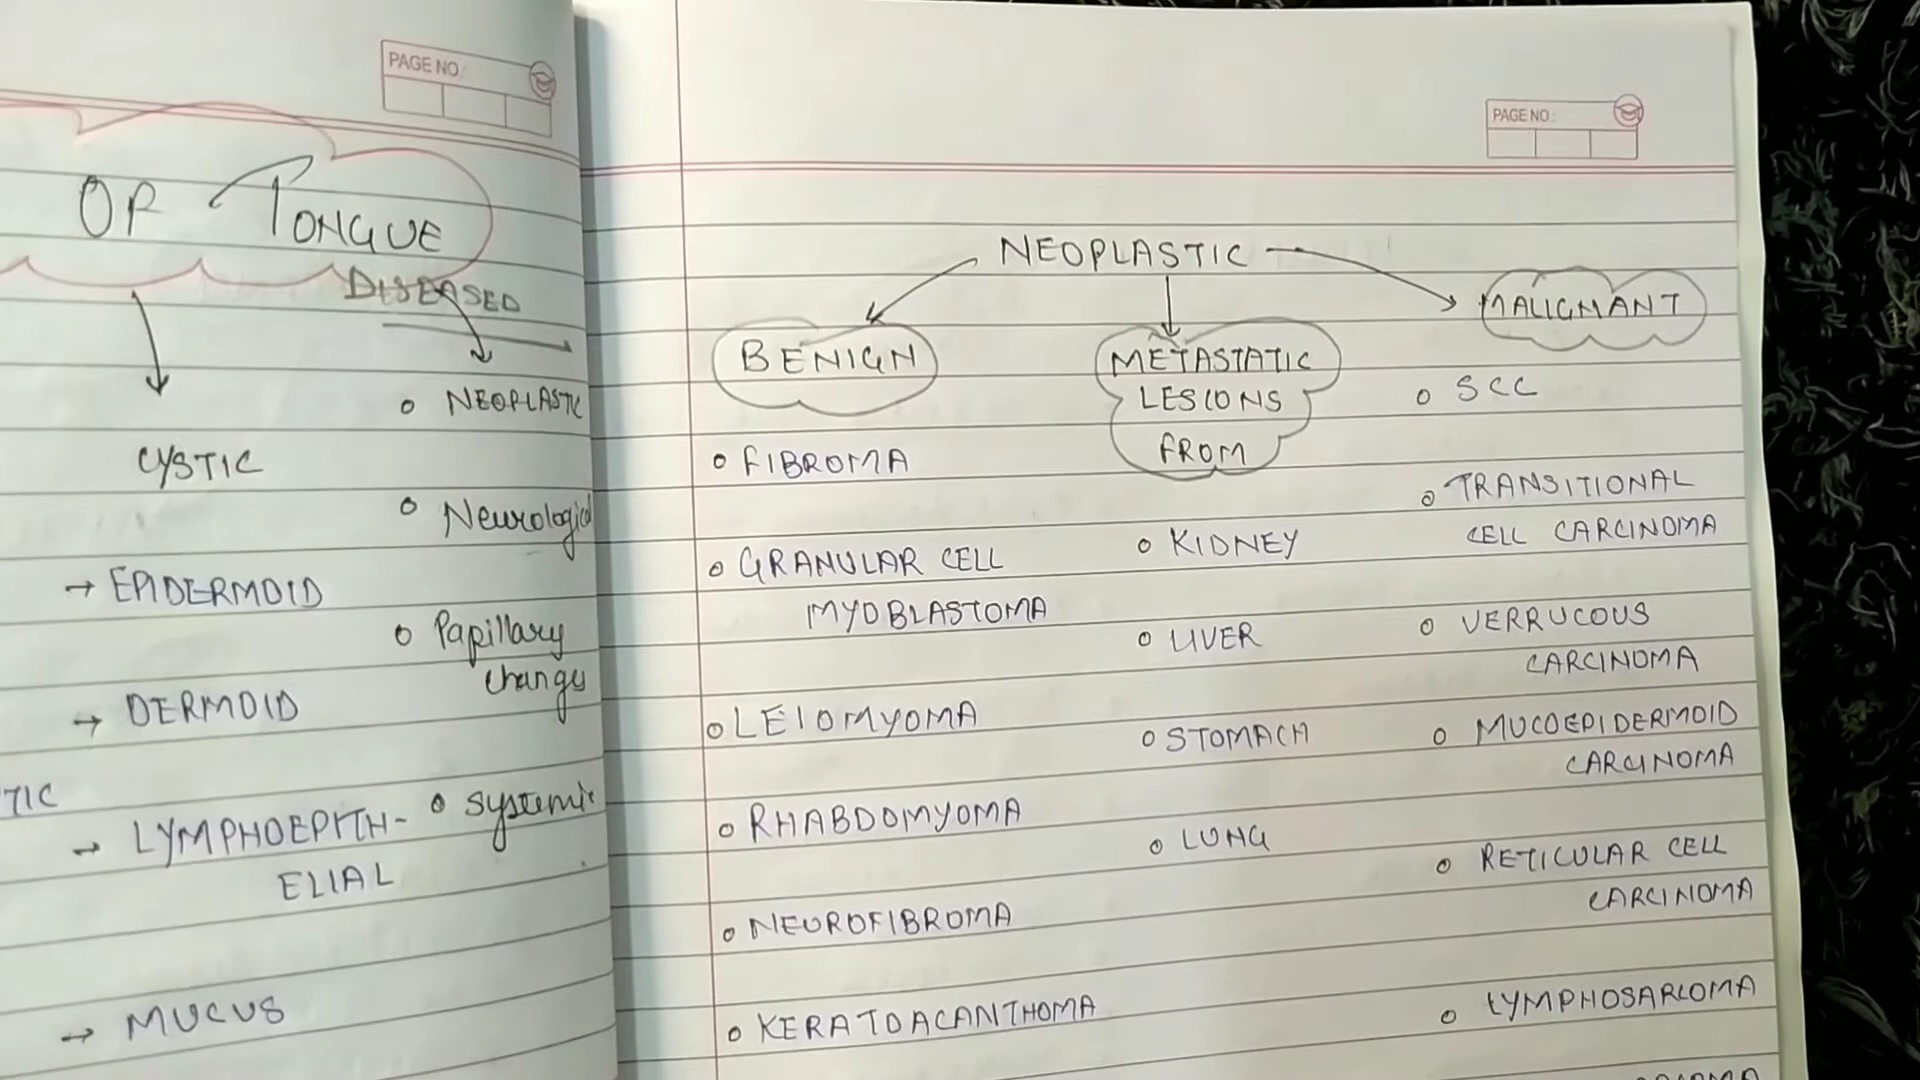 PAGE NO.:
OF TONGUE
DISEASED
CYSTIC
→ EPIDERMOID
→ DERMOID
TIC
→ LYMPHOEPITH-
ELIAL
→ MUCUS
o NEOPLASTIC
o Neurological
o Papillary
changes
o Systemic
PAGE NO.:
NEOPLASTIC
BENIGN
o FIBROMA
o GRANULAR CELL
MYOBLASTOMA
o LEIOMYOMA
o RHABDOMYOMA
o NEUROFIBROMA
o KERATOACANTHOMA
METASTATIC
LESIONS
FROM
o KIDNEY
o LIVER
o STOMACH
o LUNG
MALIGNANT
o SCC
o TRANSITIONAL
CELL CARCINOMA
o VERRUCOUS
CARCINOMA
o MUCOEPIDERMOID
CARCINOMA
o RETICULAR CELL
CARCINOMA
o LYMPHOSARCOMA